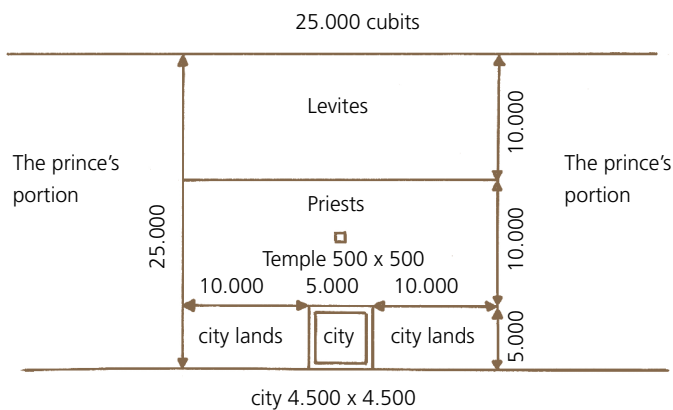 25.000 cubits
Levites
10.000
The prince's
portion
The prince's
portion
25.000
Priests
10.000
Temple 500 x 500
10.000 5.000 10.000
city lands city city lands
5.000
city 4.500 x 4.500